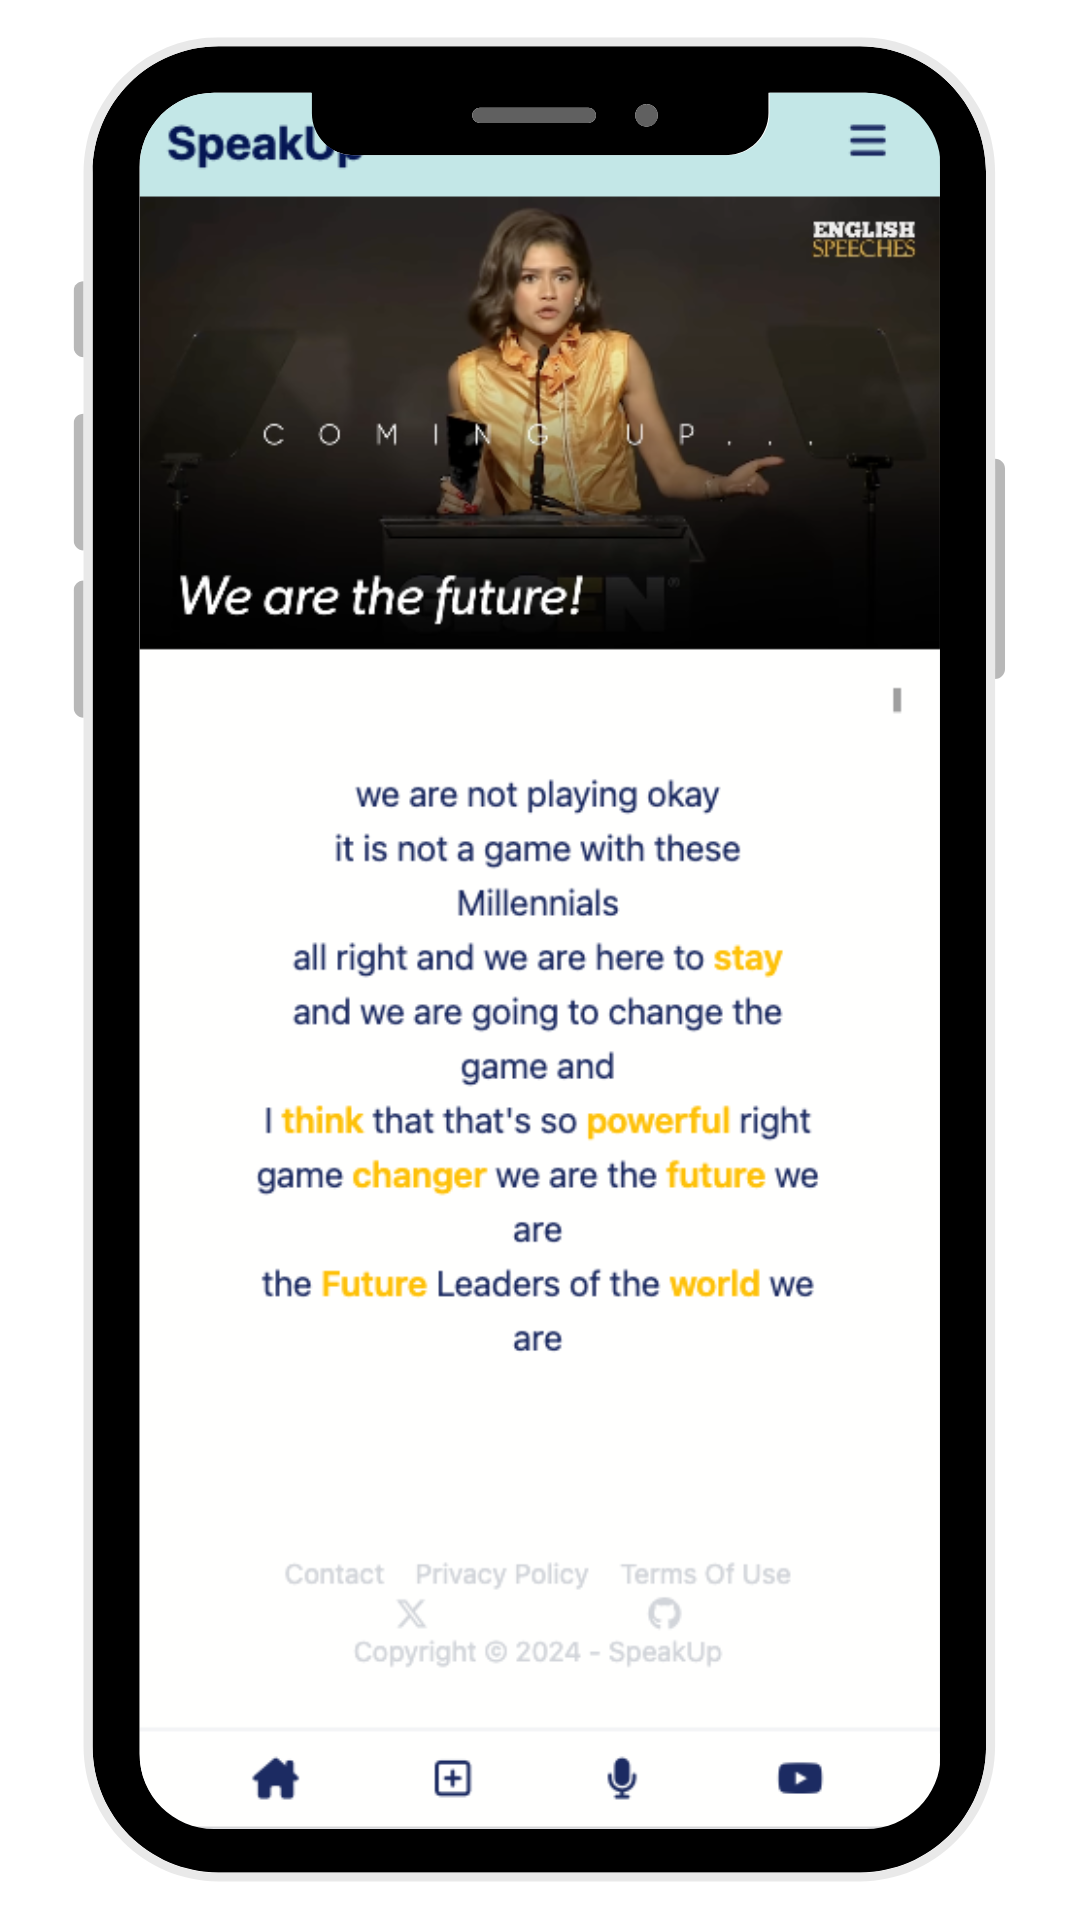 SpeakUp
ENGLISH
SPEECHES
COMING UP...
GLSEN®
We are the future!
we are not playing okay
it is not a game with these
Millennials
all right and we are here to stay
and we are going to change the
game and
I think that that's so powerful right
game changer we are the future we
are
the Future Leaders of the world we
are
Contact Privacy Policy Terms Of Use
Copyright © 2024 - SpeakUp